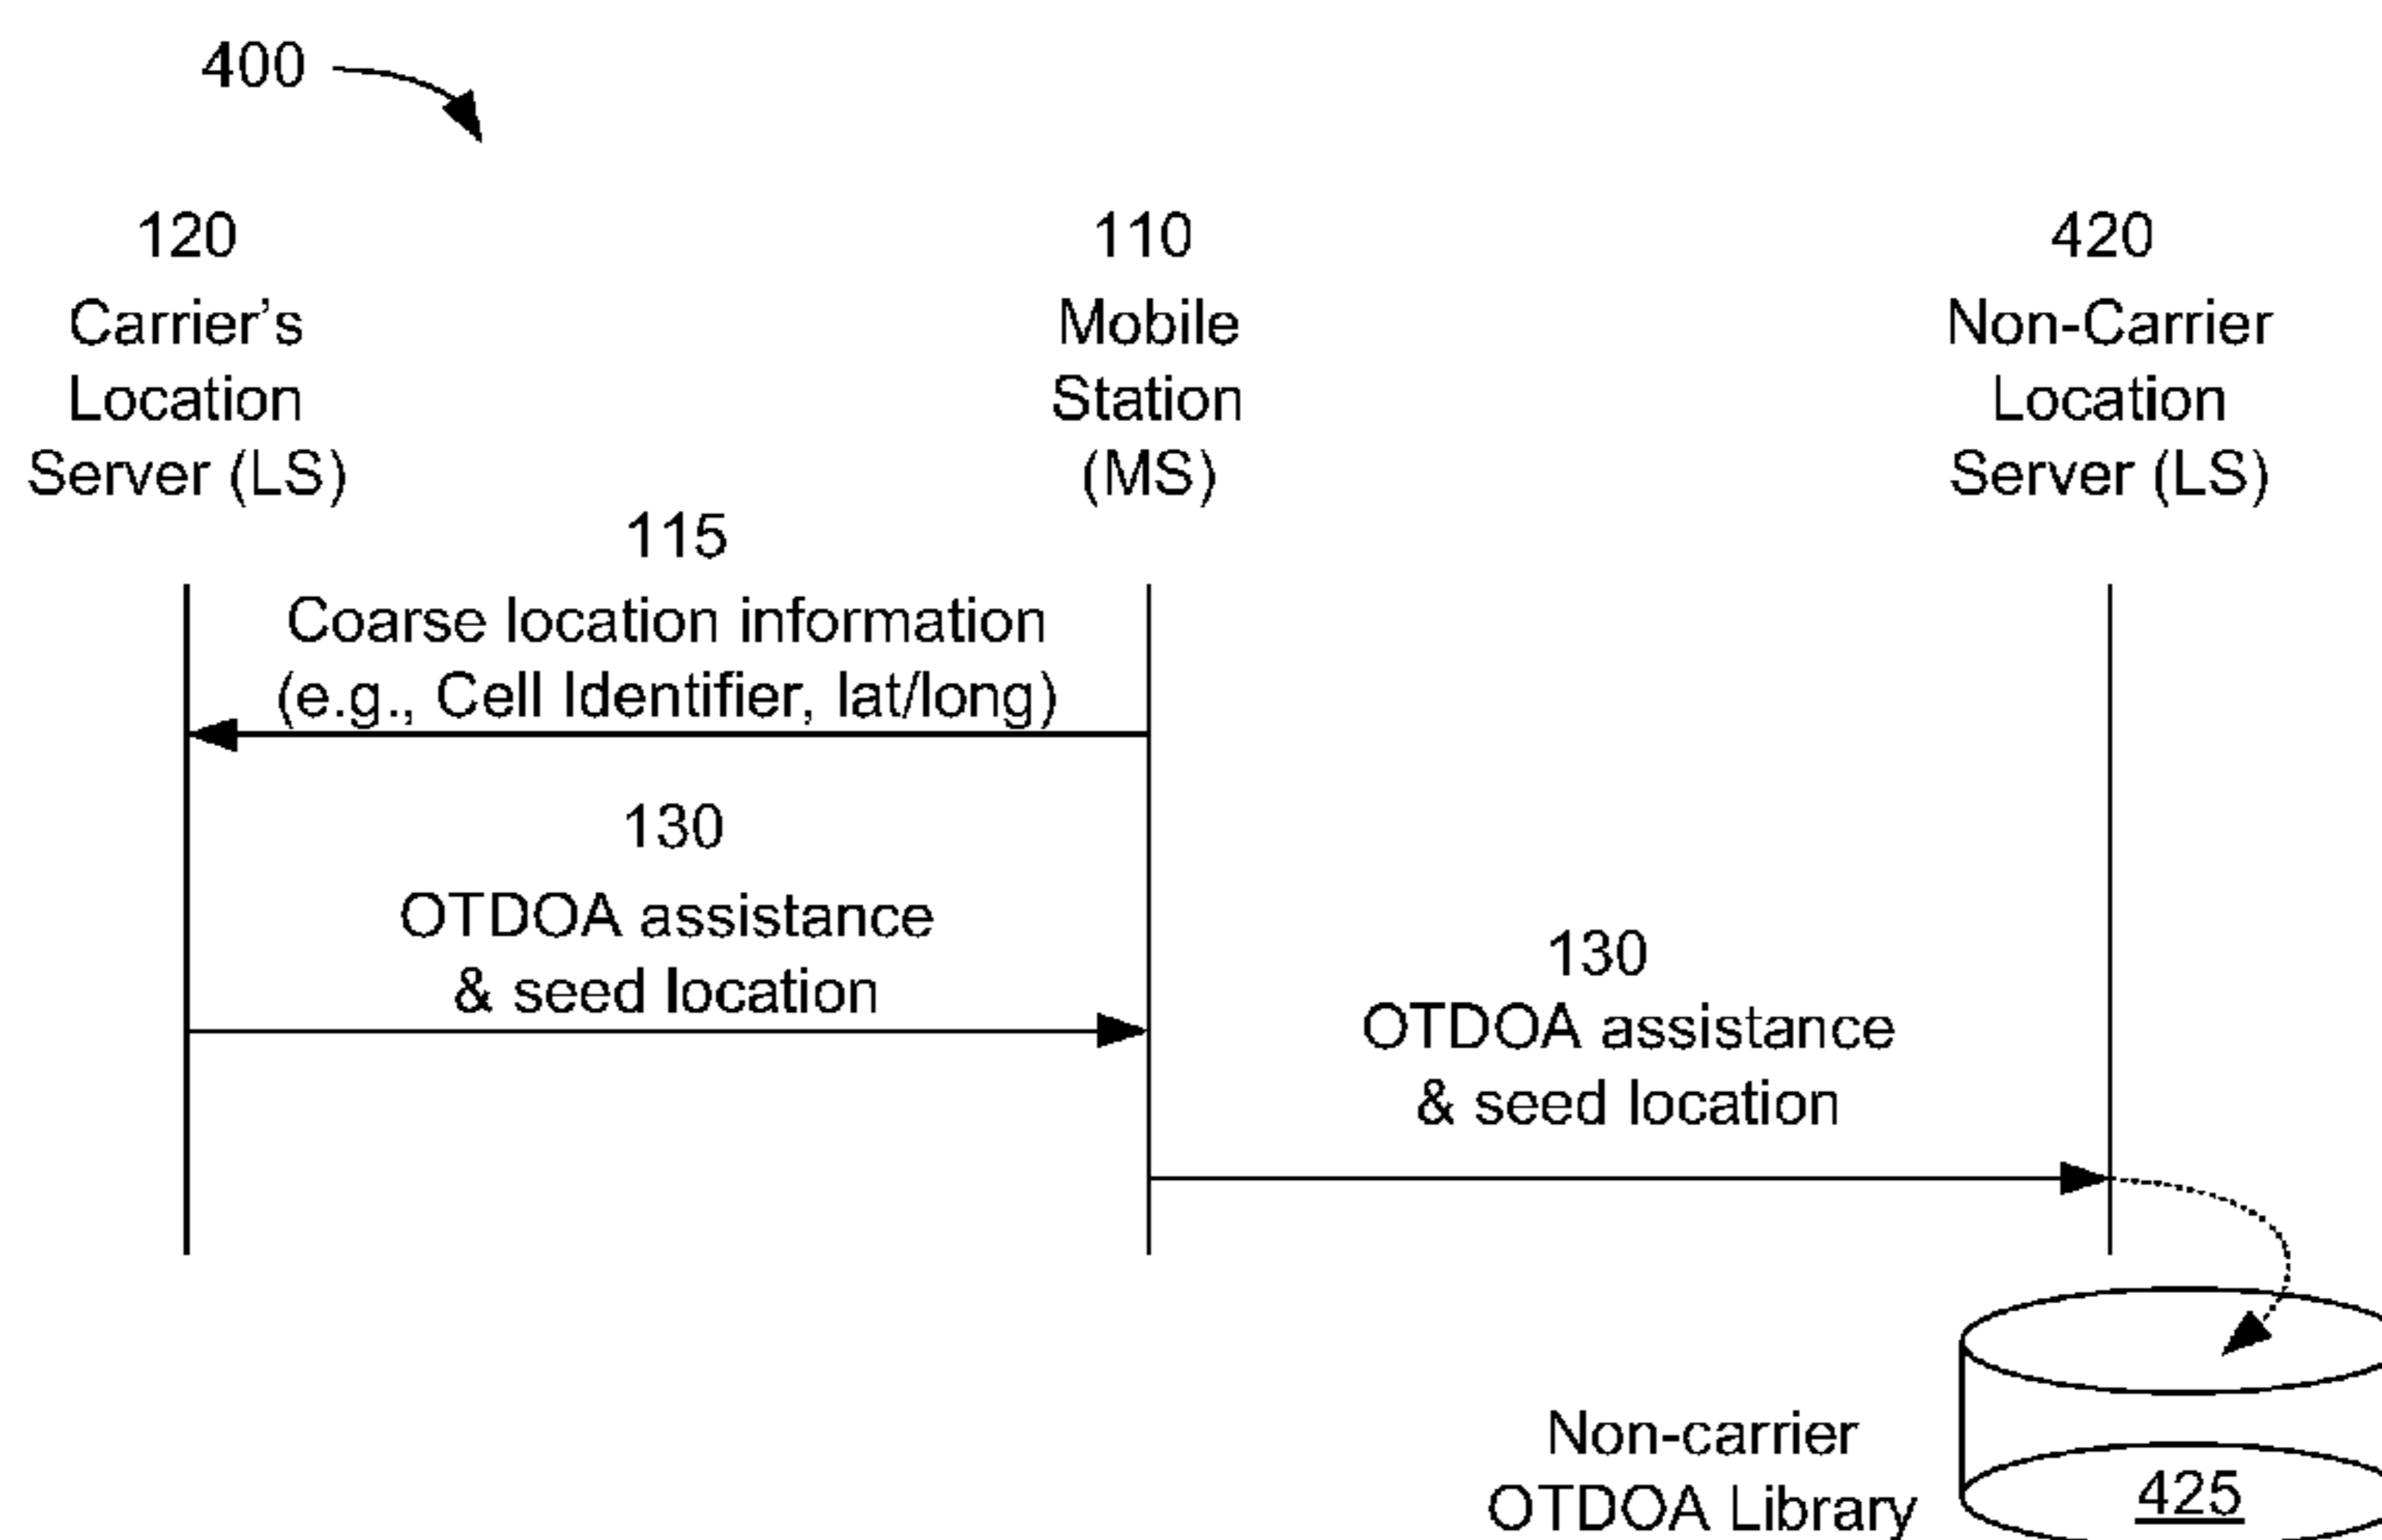 400
120
Carrier's
Location
Server (LS)
110
Mobile
Station
(MS)
420
Non-Carrier
Location
Server (LS)
115
Coarse location information
(e.g., Cell Identifier, lat/long)
130
OTDOA assistance
& seed location
130
OTDOA assistance
& seed location
Non-carrier
OTDOA Library
425